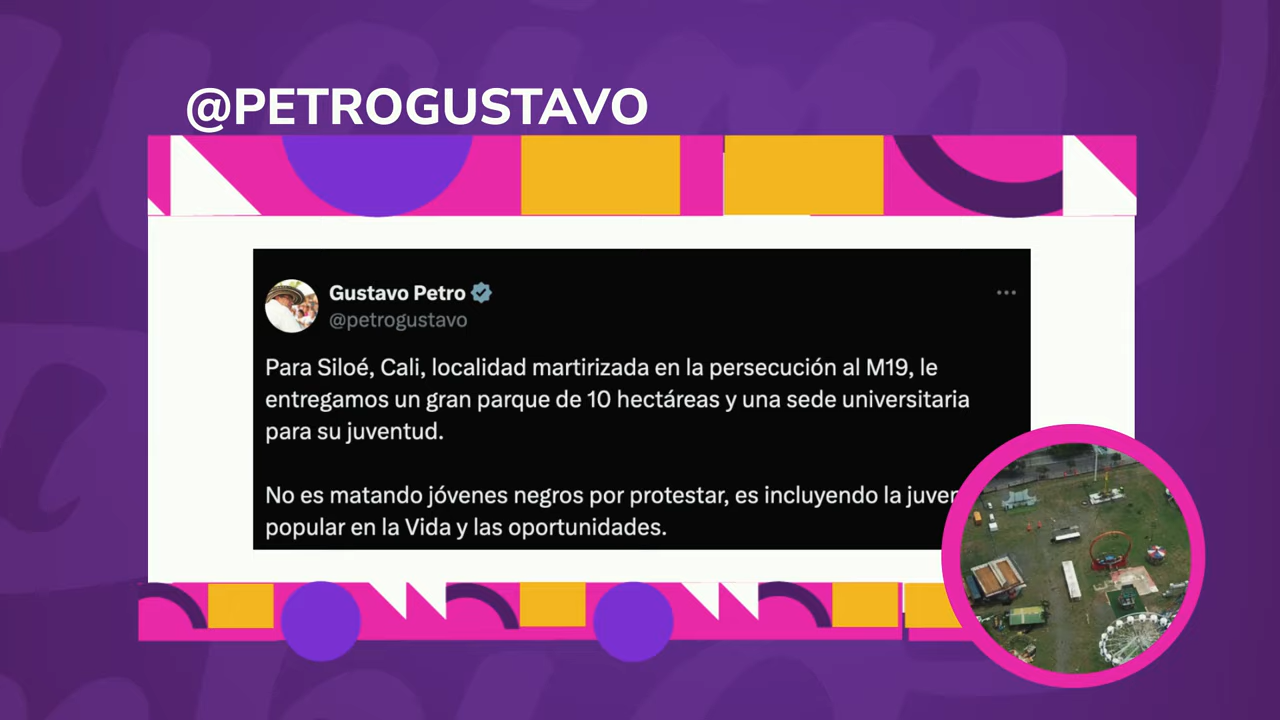 @PETROGUSTAVO
Gustavo Petro
@petrogustavo
Para Siloé, Cali, localidad martirizada en la persecución al M19, le
entregamos un gran parque de 10 hectáreas y una sede universitaria
para su juventud.
No es matando jóvenes negros por protestar, es incluyendo la
popular en la Vida y las oportunidades.